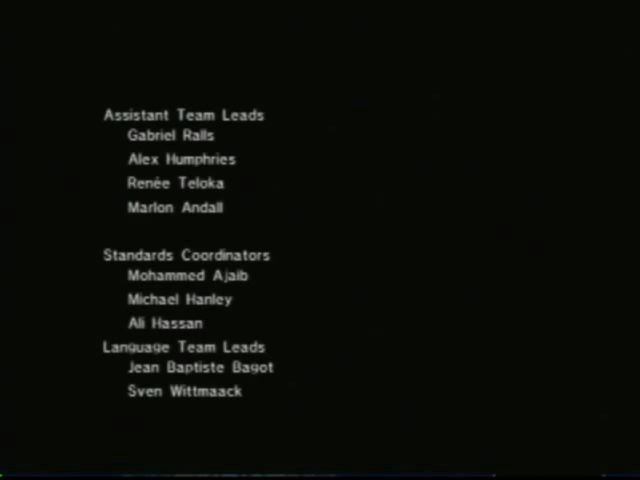 Assistant Team Leads
Gabriel Ralls
Alex Humphries
Renée Teloka
Marlon Andall
Standards Coordinators
Mohammed Ajaib
Michael Hanley
Ali Hassan
Language Team Leads
Jean Baptiste Bagot
Sven Wittmaack